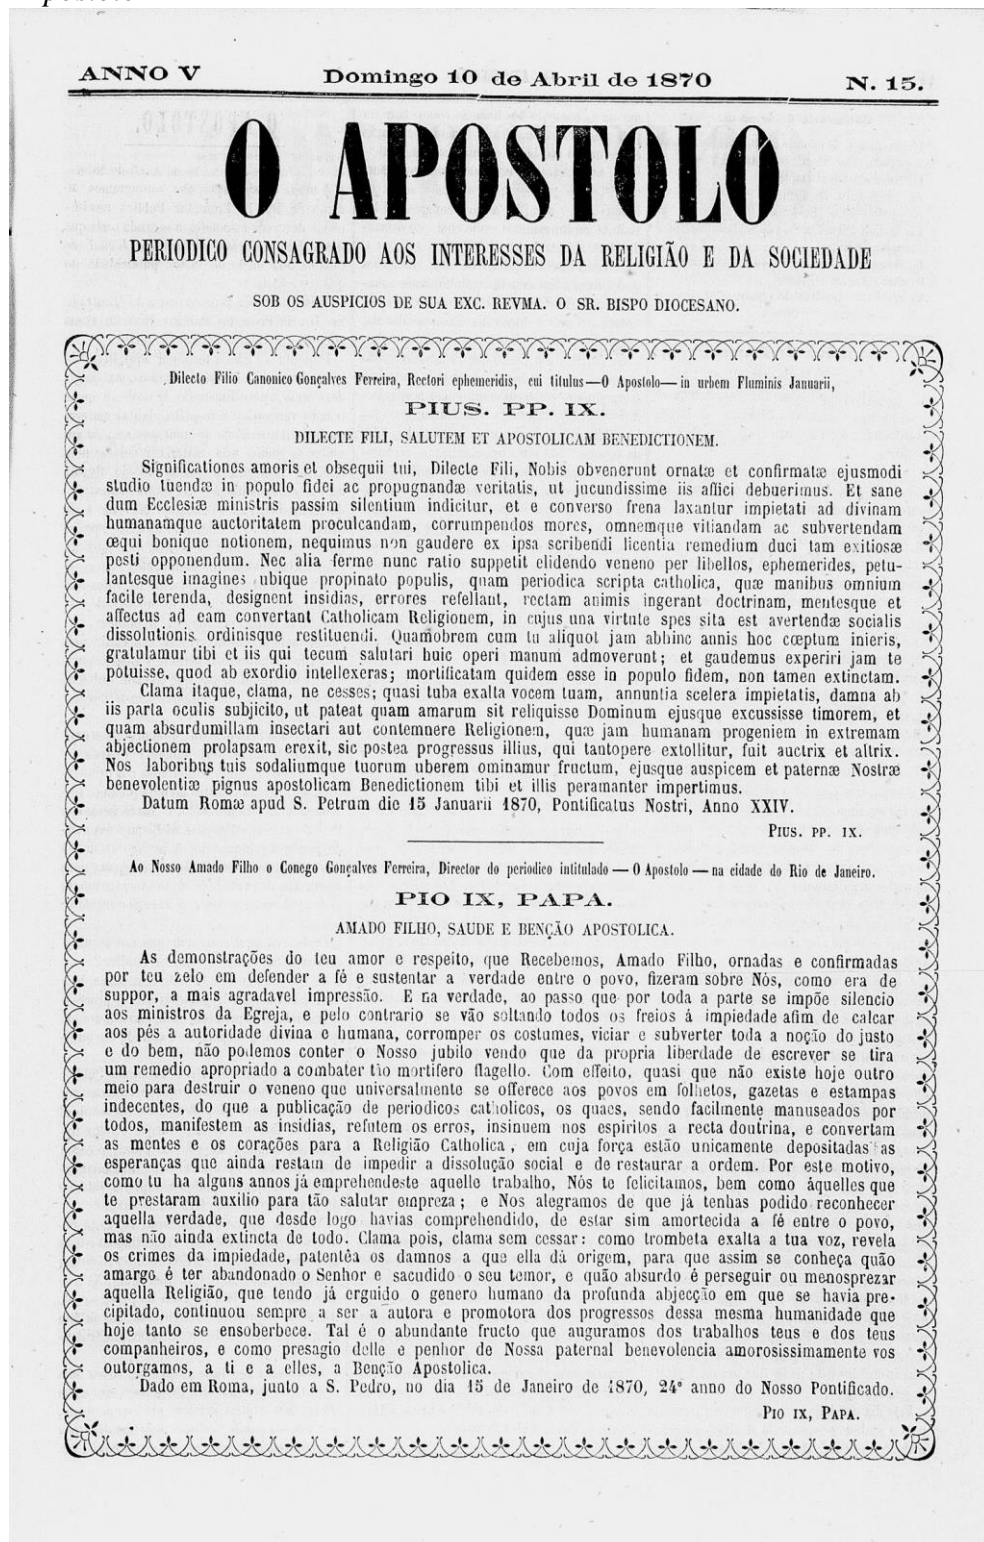 ANNO V Domingo 10 de Abril de 1870 N. 15.
O APOSTOLO
PERIODICO CONSAGRADO AOS INTERESSES DA RELIGIÃO E DA SOCIEDADE
SOB OS AUSPICIOS DE SUA EXC. REVMA. O SR. BISPO DIOCESANO.
Dilecto Filio Canonico Gonçalves Ferreira, Rectori ephemeridis, cui titulus—O Apostolo—in urbem Fluminis Januarii,
PIUS. PP. IX.
DILECTE FILI, SALUTEM ET APOSTOLICAM BENEDICTIONEM.
Significationes amoris et obsequii tui, Dilecte Fili, Nobis obvenerunt ornatæ et confirmatæ ejusmodi
studio tuendæ in populo fidei ac propugnandæ veritatis, ut jucundissime iis affici debuerimus. Et sane
dum Ecclesiæ ministris passim silentium indicitur, et e converso frena laxantur impietati ad divinam
humanamque auctoritatem proculcandam, corrumpendos mores, omnemque vitiandam ac subvertendam
œqui bonique notionem, nequimus non gaudere ex ipsa scribendi licentia remedium duci tam exitiosæ
pesti opponendum. Nec alia ferme nunc ratio suppetit elidendo veneno per libellos, ephemerides, petu-
lantesque imagines ubique propinato populis, quam periodica scripta catholica, quæ manibus omnium
facile terenda, designent insidias, errores refellant, rectam animis ingerant doctrinam, mentesque et
affectus ad eam convertant Catholicam Religionem, in cujus una virtute spes sita est avertendæ socialis
dissolutionis ordinisque restituendi. Quamobrem cum tu aliquot jam abhinc annis hoc cœptum inieris,
gratulamur tibi et iis qui tecum salutari huic operi manum admoverunt; et gaudemus experiri jam te
potuisse, quod ab exordio intellexeras; mortificatam quidem esse in populo fidem, non tamen extinctam.
Clama itaque, clama, ne cesses; quasi tuba exalta vocem tuam, annuntia scelera impietatis, damna ab
iis parta oculis subjicito, ut pateat quam amarum sit reliquisse Dominum ejusque excussisse timorem, et
quam absurdumillam insectari aut contemnere Religionem, quæ jam humanam progeniem in extremam
abjectionem prolapsam erexit, sic postea progressus illius, qui tantopere extollitur, fuit auctrix et altrix.
Nos laboribus tuis sodaliumque tuorum uberem ominamur fructum, ejusque auspicem et paternæ Nostræ
benevolentiæ pignus apostolicam Benedictionem tibi et illis peramanter impertimus.
Datum Romæ apud S. Petrum die 15 Januarii 1870, Pontificatus Nostri, Anno XXIV.
PIUS. PP. IX.
Ao Nosso Amado Filho o Conego Gonçalves Ferreira, Director do periodico intitulado — O Apostolo — na cidade do Rio de Janeiro.
PIO IX, PAPA.
AMADO FILHO, SAUDE E BENÇÃO APOSTOLICA.
As demonstrações do teu amor e respeito, que Recebemos, Amado Filho, ornadas e confirmadas
por teu zelo em defender a fé e sustentar a verdade entre o povo, fizeram sobre Nós, como era de
suppor, a mais agradavel impressão. E na verdade, ao passo que por toda a parte se impõe silencio
aos ministros da Egreja, e pelo contrario se vão soltando todos os freios á impiedade afim de calcar
aos pés a autoridade divina e humana, corromper os costumes, viciar e subverter toda a noção do justo
e do bem, não podemos conter o Nosso jubilo vendo que da propria liberdade de escrever se tira
um remedio apropriado a combater tão mortifero flagello. Com effeito, quasi que não existe hoje outro
meio para destruir o veneno que universalmente se offerece aos povos em folhetos, gazetas e estampas
indecentes, do que a publicação de periodicos catholicos, os quaes, sendo facilmente manuseados por
todos, manifestem as insidias, refutem os erros, insinuem nos espiritos a recta doutrina, e convertam
as mentes e os corações para a Religião Catholica, em cuja força estão unicamente depositadas as
esperanças que ainda restam de impedir a dissolução social e de restaurar a ordem. Por este motivo,
como tu ha alguns annos já emprehendeste aquelle trabalho, Nós te felicitamos, bem como áquelles que
te prestaram auxilio para tão salutar empreza; e Nos alegramos de que já tenhas podido reconhecer
aquella verdade, que desde logo havias comprehendido, de estar sim amortecida a fé entre o povo,
mas não ainda extincta de todo. Clama pois, clama sem cessar: como trombeta exalta a tua voz, revela
os crimes da impiedade, patentêa os damnos a que ella dá origem, para que assim se conheça quão
amargo é ter abandonado o Senhor e sacudido o seu temor, e quão absurdo é perseguir ou menosprezar
aquella Religião, que tendo já erguido o genero humano da profunda abjecção em que se havia pre-
cipitado, continuou sempre a ser a autora e promotora dos progressos dessa mesma humanidade que
hoje tanto se ensoberbece. Tal é o abundante fructo que auguramos dos trabalhos teus e dos teus
companheiros, e como presagio delle e penhor de Nossa paternal benevolencia amorosissimamente vos
outorgamos, a ti e a elles, a Benção Apostolica.
Dado em Roma, junto a S. Pedro, no dia 15 de Janeiro de 1870, 24º anno do Nosso Pontificado.
PIO IX, PAPA.